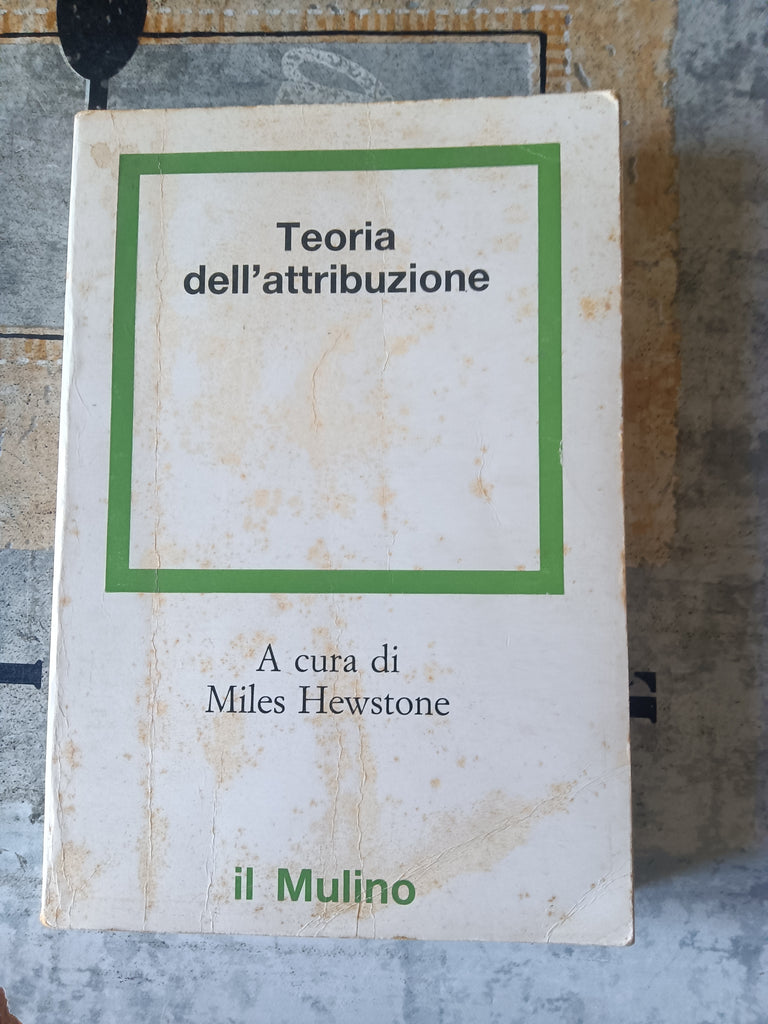 Teoria
dell'attribuzione
A cura di
Miles Hewstone
il Mulino